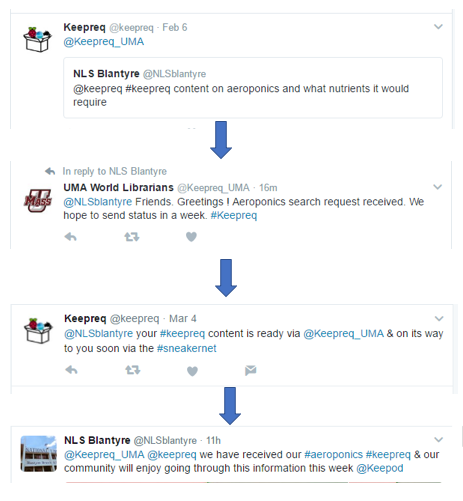 Keepreq @keepreq · Feb 6
@Keepreq_UMA
NLS Blantyre @NLSblantyre
@keepreq #keepreq content on aeroponics and what nutrients it would
require
In reply to NLS Blantyre
UMA World Librarians @Keepreq_UMA · 16m
@NLSblantyre Friends. Greetings ! Aeroponics search request received. We
hope to send status in a week. #Keepreq
U
MASS
Keepreq @keepreq · Mar 4
@NLSblantyre your #keepreq content is ready via @Keepreq_UMA & on its way
to you soon via the #sneakernet
NLS Blantyre @NLSblantyre · 11h
@Keepreq_UMA @keepreq we have received our #aeroponics #keepreq & our
community will enjoy going through this information this week @Keepod